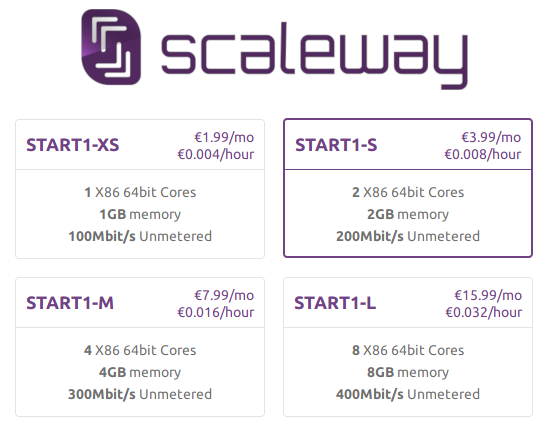 scaleway
START1-XS
€1.99/mo
€0.004/hour
1 X86 64bit Cores
1GB memory
100Mbit/s Unmetered
START1-S
€3.99/mo
€0.008/hour
2 X86 64bit Cores
2GB memory
200Mbit/s Unmetered
START1-M
€7.99/mo
€0.016/hour
4 X86 64bit Cores
4GB memory
300Mbit/s Unmetered
START1-L
€15.99/mo
€0.032/hour
8 X86 64bit Cores
8GB memory
400Mbit/s Unmetered